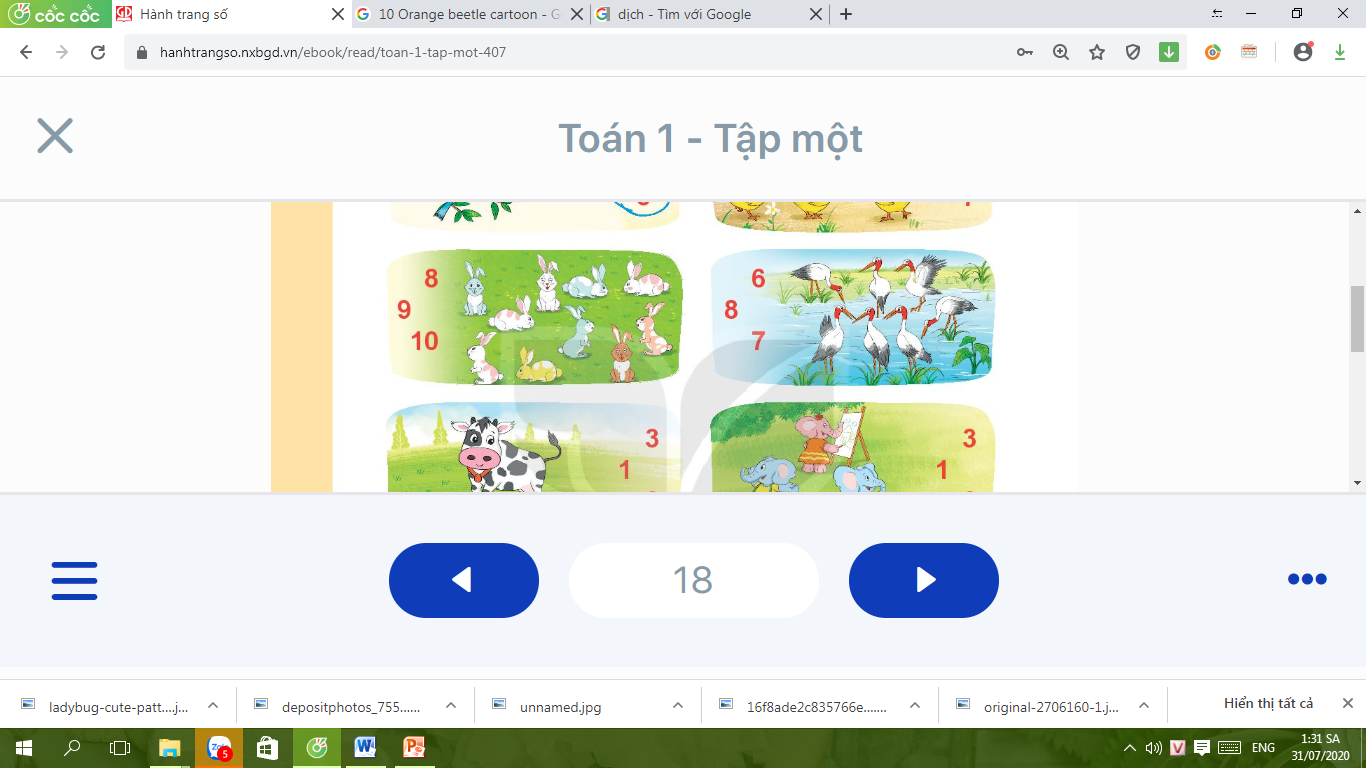 cốc cốc
Hành trang số
10 Orange beetle cartoon - G
dịch - Tìm với Google
hanhtrangso.nxbgd.vn/ebook/read/toan-1-tap-mot-407
Toán 1 - Tập một
8
9
10
6
8
7
3
1
3
1
18
ladybug-cute-patt....j...
depositphotos_755......
unnamed.jpg
16f8ade2c835766e.......
original-2706160-1.j...
Hiển thị tất cả
5
ENG
1:31 SA
31/07/2020